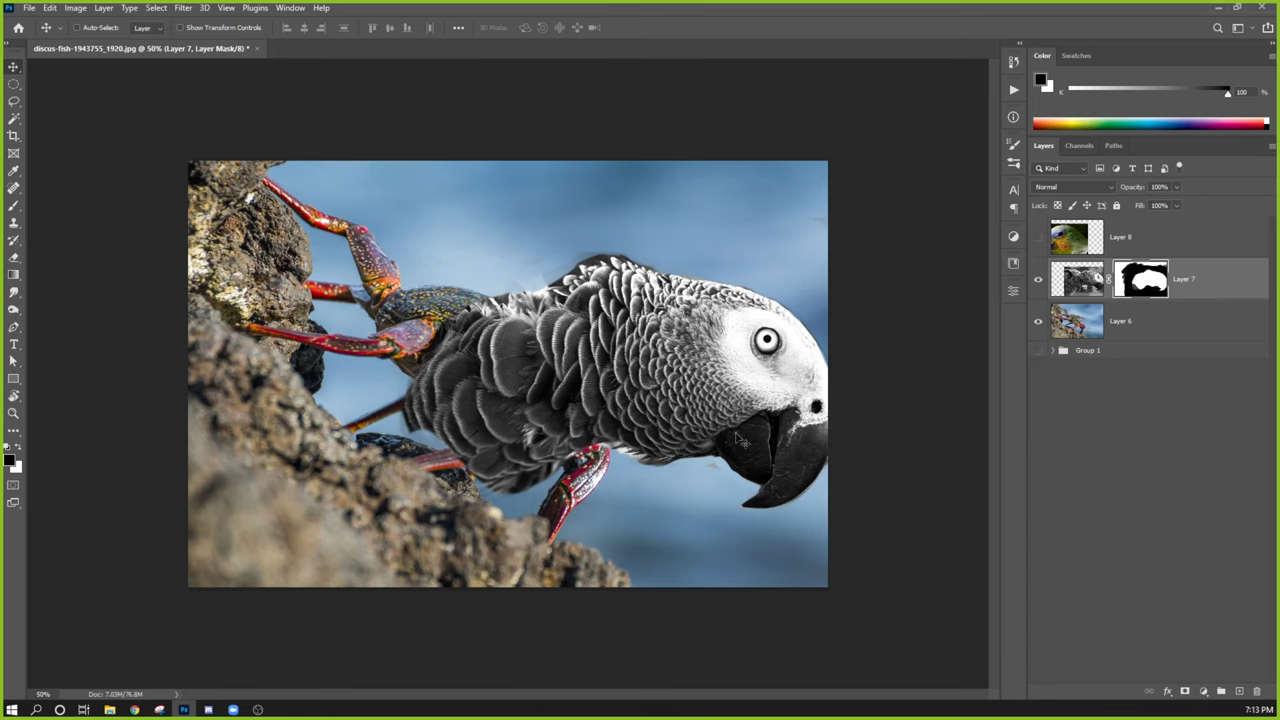 Ps File Edit Image Layer Type Select Filter 3D View Plugins Window Help
Auto-Select: Layer Show Transform Controls 3D Mode:
discus-fish-1943755_1920.jpg @ 50% (Layer 7, Layer Mask/8) *
Color Swatches
K 100 %
Layers Channels Paths
Kind
Normal Opacity: 100%
Lock: Fill: 100%
Layer 8
Layer 7
Layer 6
Group 1
50% Doc: 7.03M/76.8M
Ps 7:13 PM